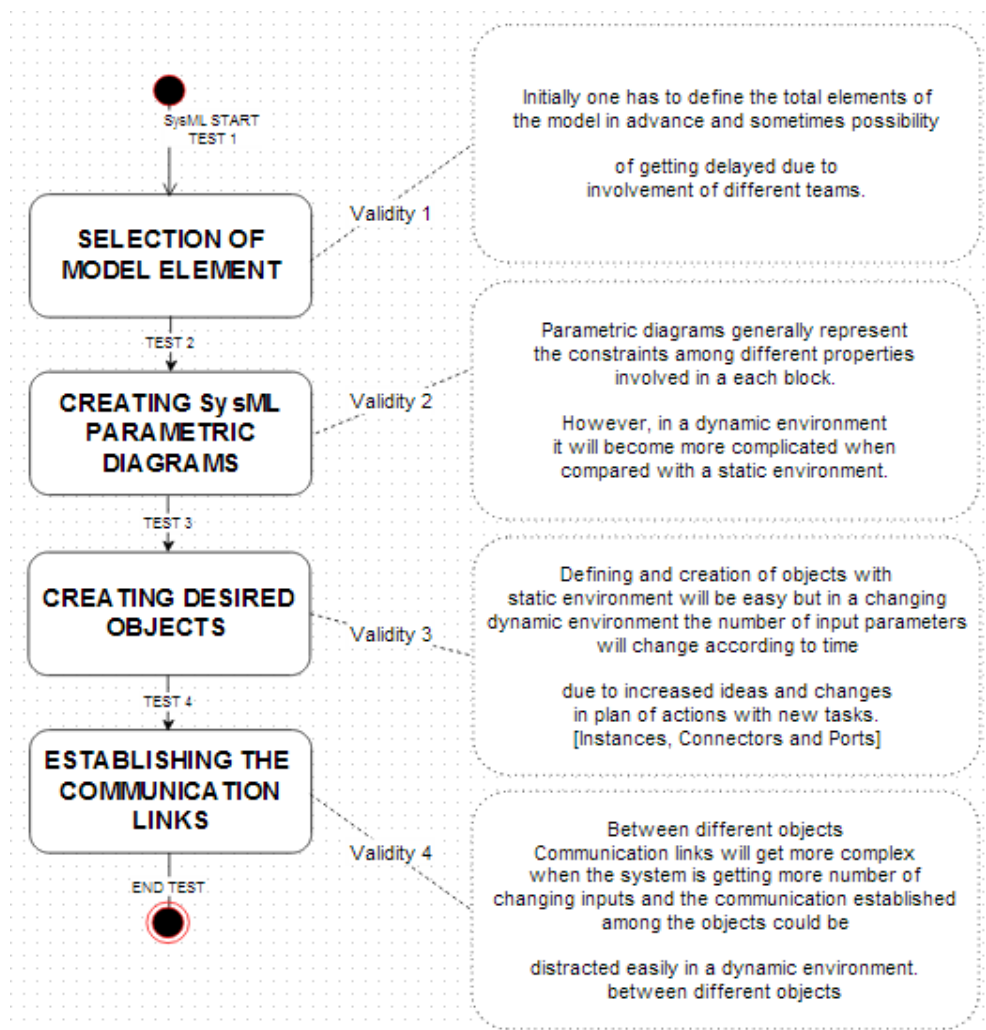 SysML START
TEST 1
SELECTION OF
MODEL ELEMENT
Validity 1
Initially one has to define the total elements of
the model in advance and sometimes possibility
of getting delayed due to
involvement of different teams.
TEST 2
CREATING SysML
PARAMETRIC
DIAGRAMS
Validity 2
Parametric diagrams generally represent
the constraints among different properties
involved in a each block.
However, in a dynamic environment
it will become more complicated when
compared with a static environment.
TEST 3
CREATING DESIRED
OBJECTS
Validity 3
Defining and creation of objects with
static environment will be easy but in a changing
dynamic environment the number of input parameters
will change according to time
due to increased ideas and changes
in plan of actions with new tasks.
[Instances, Connectors and Ports]
TEST 4
ESTABLISHING THE
COMMUNICATION
LINKS
Validity 4
Between different objects
Communication links will get more complex
when the system is getting more number of
changing inputs and the communication established
among the objects could be
distracted easily in a dynamic environment.
between different objects
END TEST